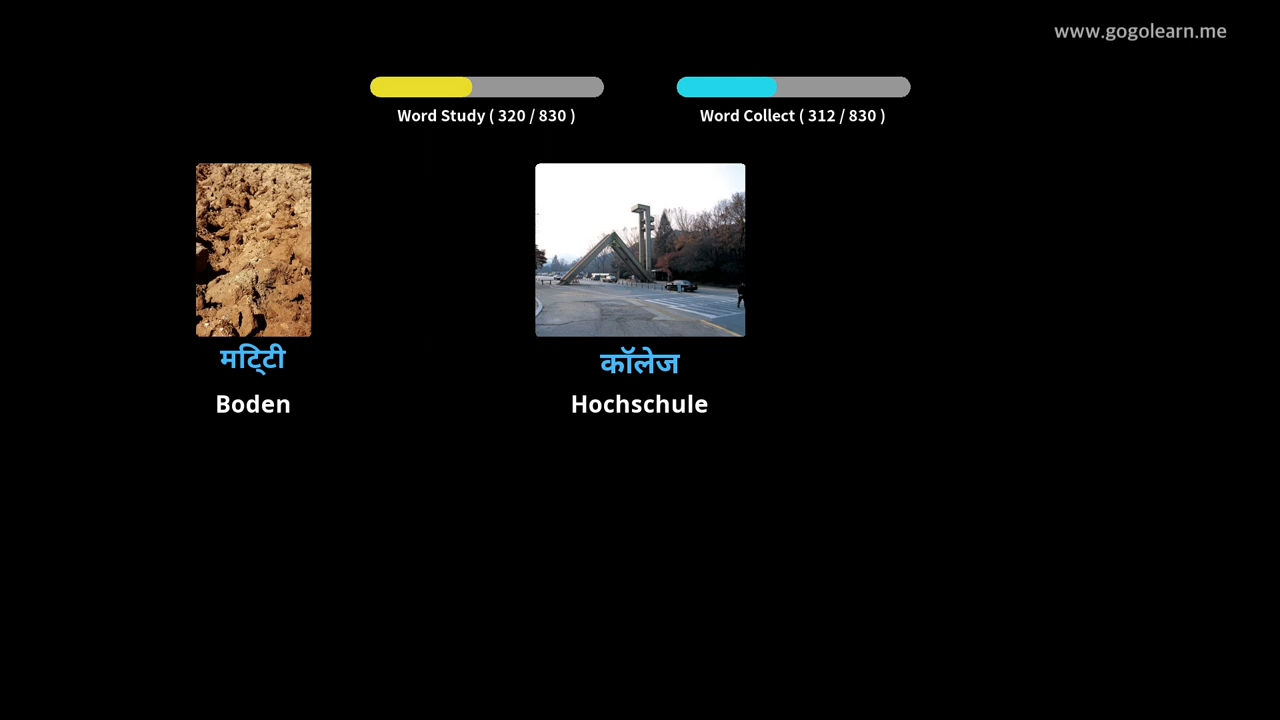 www.gogolearn.me
Word Study ( 320 / 830 )
Word Collect ( 312 / 830 )
मिट्टी
कॉलेज
Boden
Hochschule